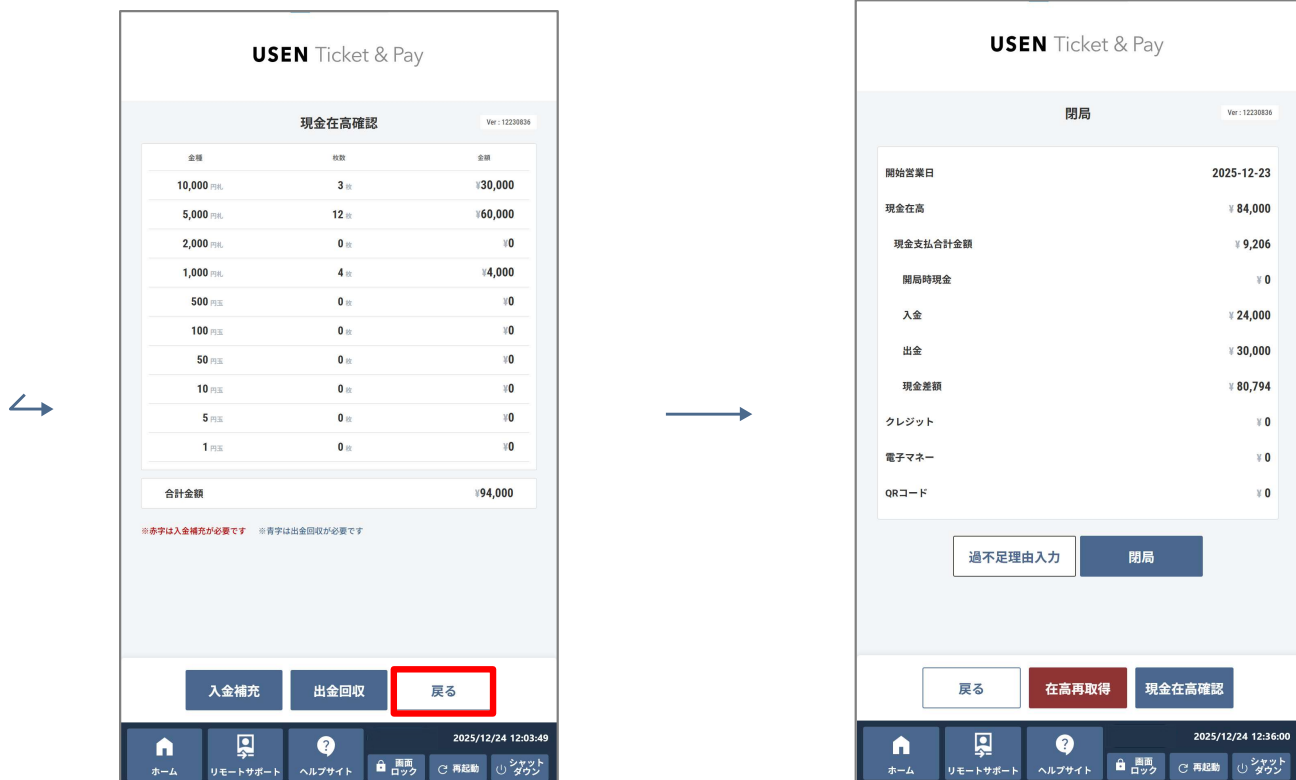 USEN Ticket & Pay
現金在高確認
Ver : 12230836
金種 枚数 金額
10,000 円札 3 枚 ¥30,000
5,000 円札 12 枚 ¥60,000
2,000 円札 0 枚 ¥0
1,000 円札 4 枚 ¥4,000
500 円玉 0 枚 ¥0
100 円玉 0 枚 ¥0
50 円玉 0 枚 ¥0
10 円玉 0 枚 ¥0
5 円玉 0 枚 ¥0
1 円玉 0 枚 ¥0
合計金額 ¥94,000
※赤字は入金補充が必要です ※青字は出金回収が必要です
入金補充 出金回収 戻る
2025/12/24 12:03:49
ホーム リモートサポート ヘルプサイト 画面ロック 再起動 シャットダウン
USEN Ticket & Pay
閉局
Ver : 12230836
開始営業日 2025-12-23
現金在高 ¥ 84,000
現金支払合計金額 ¥ 9,206
開局時現金 ¥ 0
入金 ¥ 24,000
出金 ¥ 30,000
現金差額 ¥ 80,794
クレジット ¥ 0
電子マネー ¥ 0
QRコード ¥ 0
過不足理由入力 閉局
戻る 在高再取得 現金在高確認
2025/12/24 12:36:00
ホーム リモートサポート ヘルプサイト 画面ロック 再起動 シャットダウン